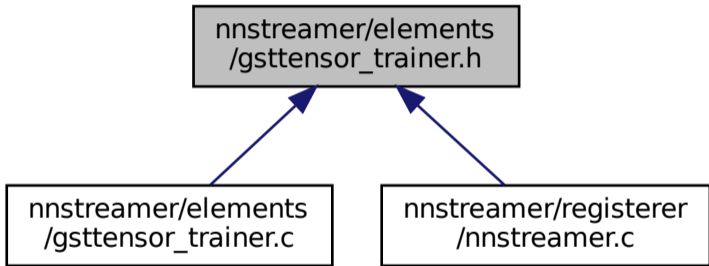 nnstreamer/elements
/gsttensor_trainer.h
nnstreamer/elements
/gsttensor_trainer.c
nnstreamer/registerer
/nnstreamer.c